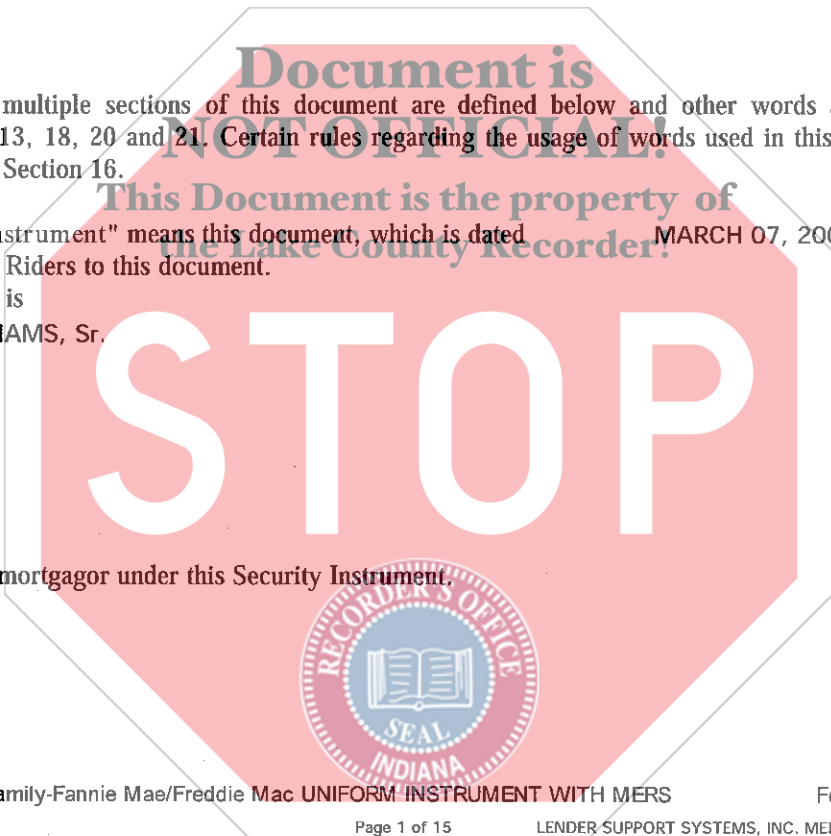 Document is
multiple sections of this document are defined below and other words
13, 18, 20 and 21. Certain rules regarding the usage of words used in this
NOT OFFICIAL!
Section 16.
This Document is the property of
nstrument" means this document, which is dated MARCH 07, 200
the Lake County Recorder!
Riders to this document.
is
IAMS, Sr.
STOP
mortgagor under this Security Instrument.
RECORDER'S OFFICE
SEAL
INDIANA
amily-Fannie Mae/Freddie Mac UNIFORM INSTRUMENT WITH MERS
Page 1 of 15 LENDER SUPPORT SYSTEMS, INC.